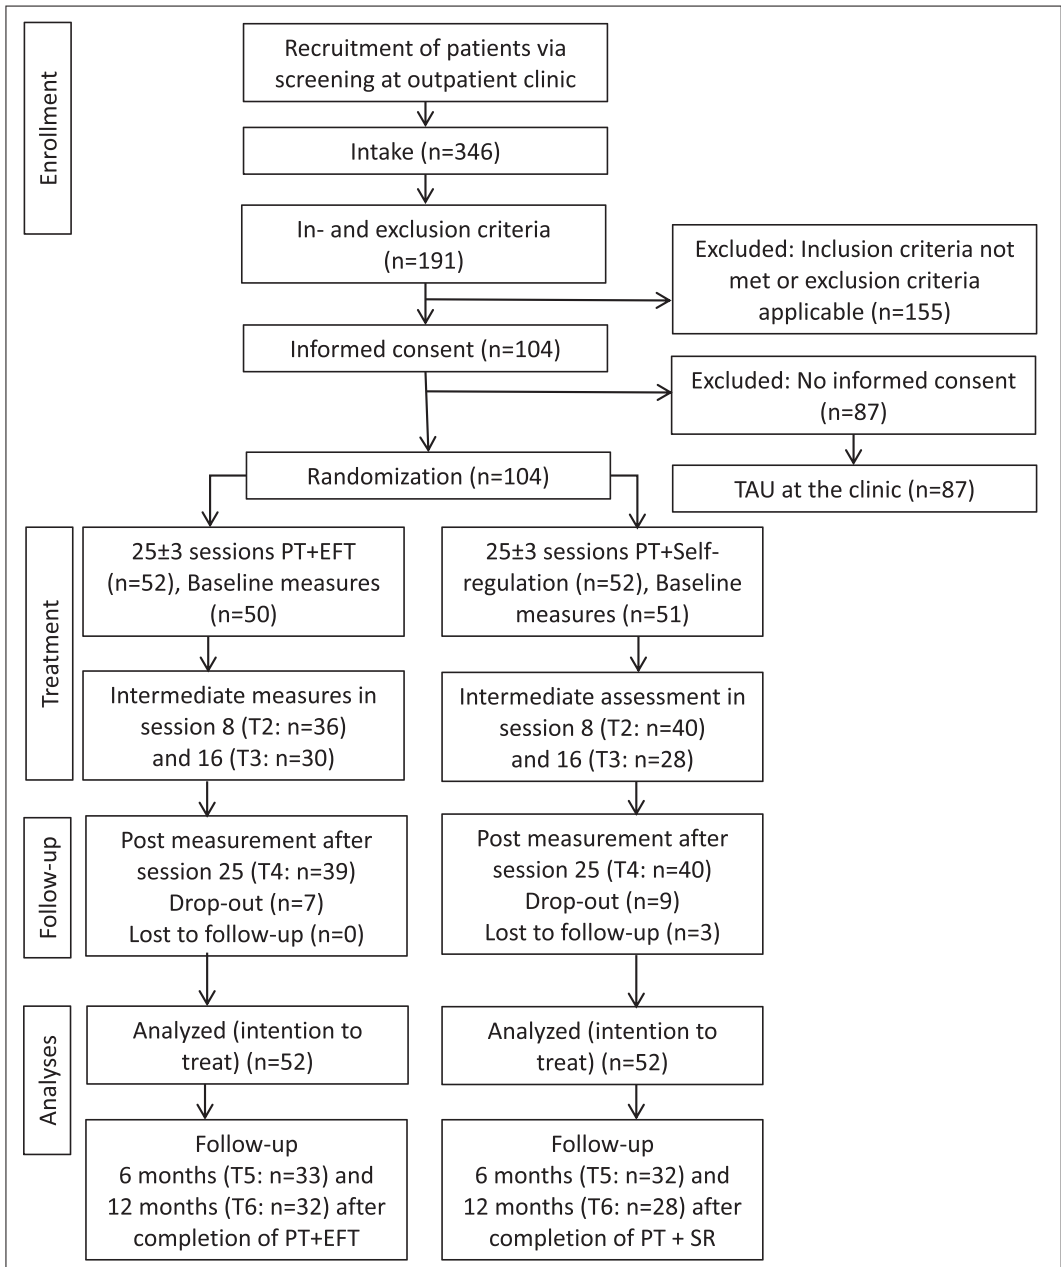 Enrollment
Recruitment of patients via
screening at outpatient clinic
Intake (n=346)
In- and exclusion criteria
(n=191)
Excluded: Inclusion criteria not
met or exclusion criteria
applicable (n=155)
Informed consent (n=104)
Excluded: No informed consent
(n=87)
TAU at the clinic (n=87)
Randomization (n=104)
Treatment
25±3 sessions PT+EFT
(n=52), Baseline measures
(n=50)
25±3 sessions PT+Self-
regulation (n=52), Baseline
measures (n=51)
Intermediate measures in
session 8 (T2: n=36)
and 16 (T3: n=30)
Intermediate assessment in
session 8 (T2: n=40)
and 16 (T3: n=28)
Follow-up
Post measurement after
session 25 (T4: n=39)
Drop-out (n=7)
Lost to follow-up (n=0)
Post measurement after
session 25 (T4: n=40)
Drop-out (n=9)
Lost to follow-up (n=3)
Analyses
Analyzed (intention to
treat) (n=52)
Analyzed (intention to
treat) (n=52)
Follow-up
6 months (T5: n=33) and
12 months (T6: n=32) after
completion of PT+EFT
Follow-up
6 months (T5: n=32) and
12 months (T6: n=28) after
completion of PT + SR